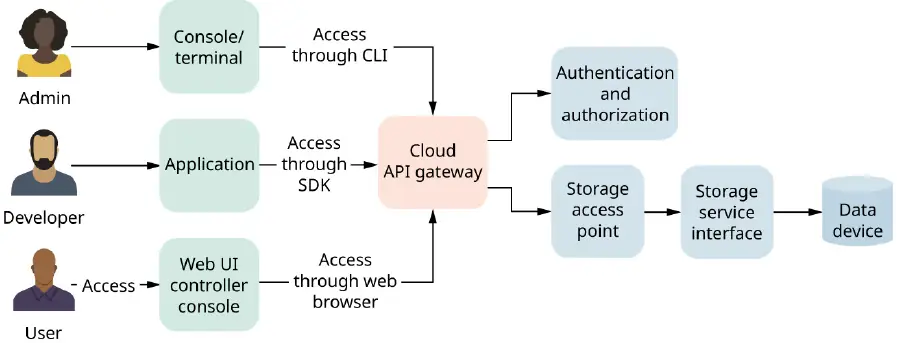 Admin
Console/
terminal
Access
through CLI
Developer
Application
Access
through
SDK
User
Access
Web UI
controller
console
Access
through web
browser
Cloud
API gateway
Authentication
and
authorization
Storage
access
point
Storage
service
interface
Data
device